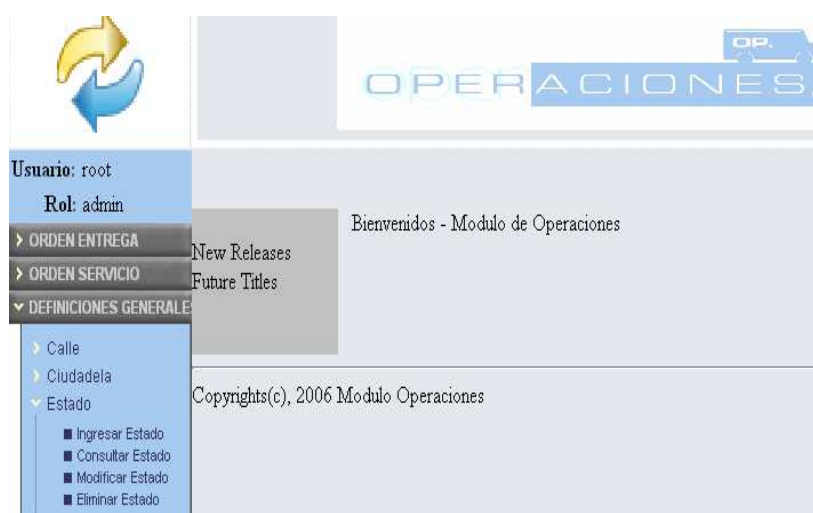 OP.
OPERACIONES
Usuario: root
Rol: admin
ORDEN ENTREGA
ORDEN SERVICIO
DEFINICIONES GENERALES
Calle
Ciudadela
Estado
Ingresar Estado
Consultar Estado
Modificar Estado
Eliminar Estado
New Releases
Future Titles
Bienvenidos - Modulo de Operaciones
Copyrights(c), 2006 Modulo Operaciones